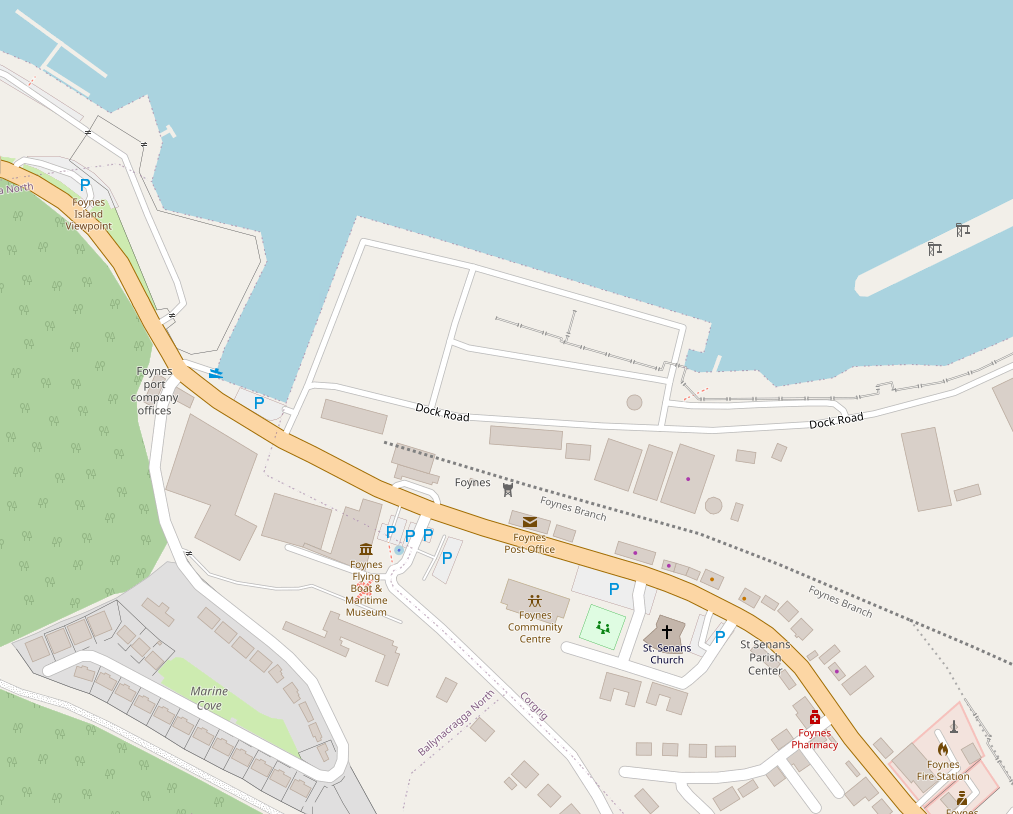 P
Foynes
Island
Viewpoint
a North
Foynes
port
company
offices
P
Dock Road
Dock Road
Foynes
Foynes Branch
P
P
P
P
Foynes
Post Office
Foynes
Flying
Boat &
Maritime
Museum
P
Foynes
Community
Centre
Foynes Branch
P
St. Senans
Church
St Senans
Parish
Center
Marine
Cove
Ballynacragga North
Corgrig
Foynes
Pharmacy
Foynes
Fire Station
Foynes